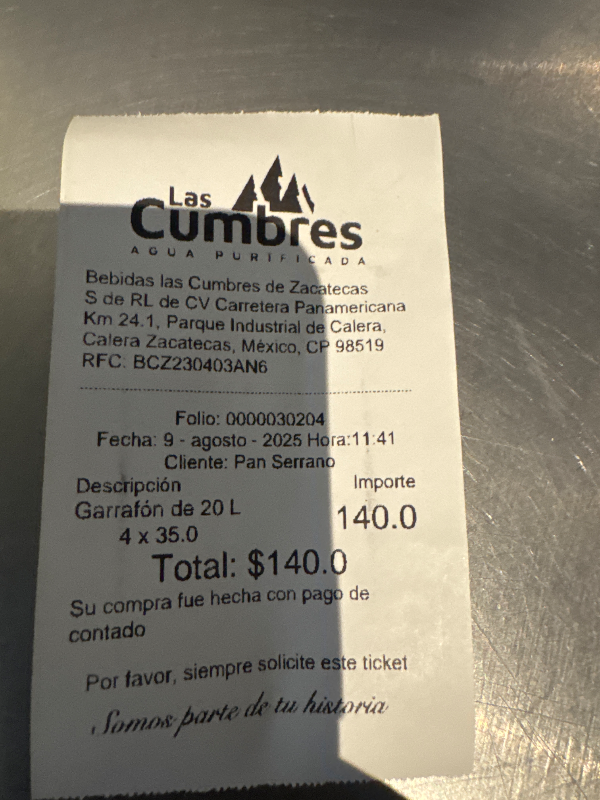 Las
Cumbres
AGUA PURIFICADA
Bebidas las Cumbres de Zacatecas
S de RL de CV Carretera Panamericana
Km 24.1, Parque Industrial de Calera,
Calera Zacatecas, México, CP 98519
RFC: BCZ230403AN6
Folio: 0000030204
Fecha: 9 - agosto - 2025 Hora:11:41
Cliente: Pan Serrano
Descripción Importe
Garrafón de 20 L 140.0
4 x 35.0
Total: $140.0
Su compra fue hecha con pago de
contado
Por favor, siempre solicite este ticket
Somos parte de tu historia